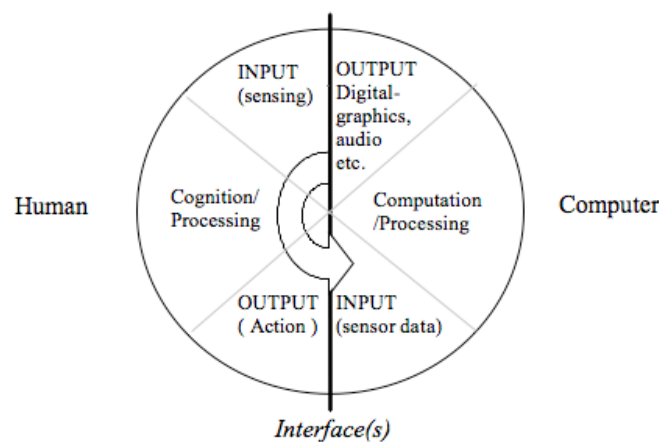 INPUT
(sensing)
OUTPUT
Digital-
graphics,
audio
etc.
Human
Cognition/
Processing
Computation
/Processing
Computer
OUTPUT
( Action )
INPUT
(sensor data)
Interface(s)